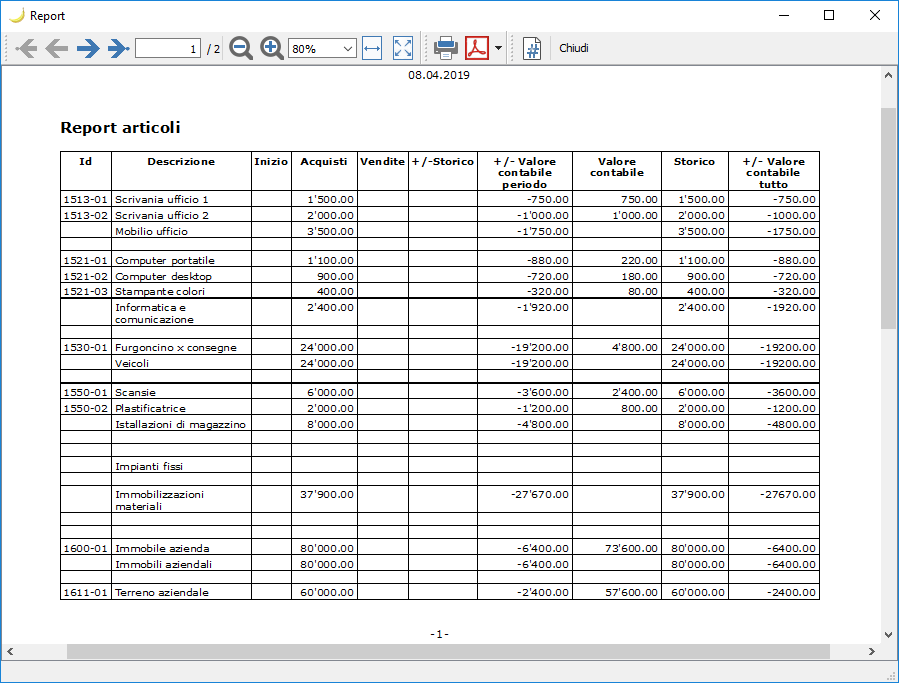 Report
1 / 2 80% Chiudi
08.04.2019
Report articoli
Id Descrizione Inizio Acquisti Vendite +/-Storico +/- Valore contabile periodo Valore contabile Storico +/- Valore contabile tutto
1513-01 Scrivania ufficio 1 1'500.00 -750.00 750.00 1'500.00 -750.00
1513-02 Scrivania ufficio 2 2'000.00 -1'000.00 1'000.00 2'000.00 -1000.00
Mobilio ufficio 3'500.00 -1'750.00 3'500.00 -1750.00
1521-01 Computer portatile 1'100.00 -880.00 220.00 1'100.00 -880.00
1521-02 Computer desktop 900.00 -720.00 180.00 900.00 -720.00
1521-03 Stampante colori 400.00 -320.00 80.00 400.00 -320.00
Informatica e comunicazione 2'400.00 -1'920.00 2'400.00 -1920.00
1530-01 Furgoncino x consegne 24'000.00 -19'200.00 4'800.00 24'000.00 -19200.00
Veicoli 24'000.00 -19'200.00 24'000.00 -19200.00
1550-01 Scansie 6'000.00 -3'600.00 2'400.00 6'000.00 -3600.00
1550-02 Plastificatrice 2'000.00 -1'200.00 800.00 2'000.00 -1200.00
Istallazioni di magazzino 8'000.00 -4'800.00 8'000.00 -4800.00
Impianti fissi
Immobilizzazioni materiali 37'900.00 -27'670.00 37'900.00 -27670.00
1600-01 Immobile azienda 80'000.00 -6'400.00 73'600.00 80'000.00 -6400.00
Immobili aziendali 80'000.00 -6'400.00 80'000.00 -6400.00
1611-01 Terreno aziendale 60'000.00 -2'400.00 57'600.00 60'000.00 -2400.00
-1-